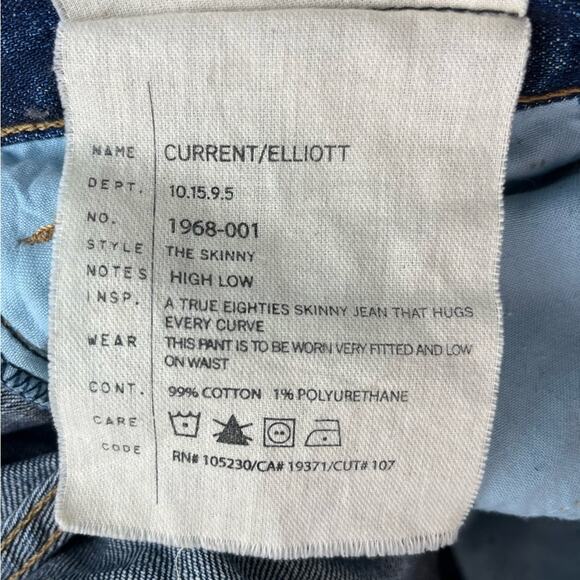 NAME CURRENT/ELLIOTT
DEPT. 10.15.9.5
NO. 1968-001
STYLE THE SKINNY
NOTES HIGH LOW
INSP. A TRUE EIGHTIES SKINNY JEAN THAT HUGS
EVERY CURVE
WEAR THIS PANT IS TO BE WORN VERY FITTED AND LOW
ON WAIST
CONT. 99% COTTON 1% POLYURETHANE
CARE
CODE RN# 105230/CA# 19371/CUT# 107